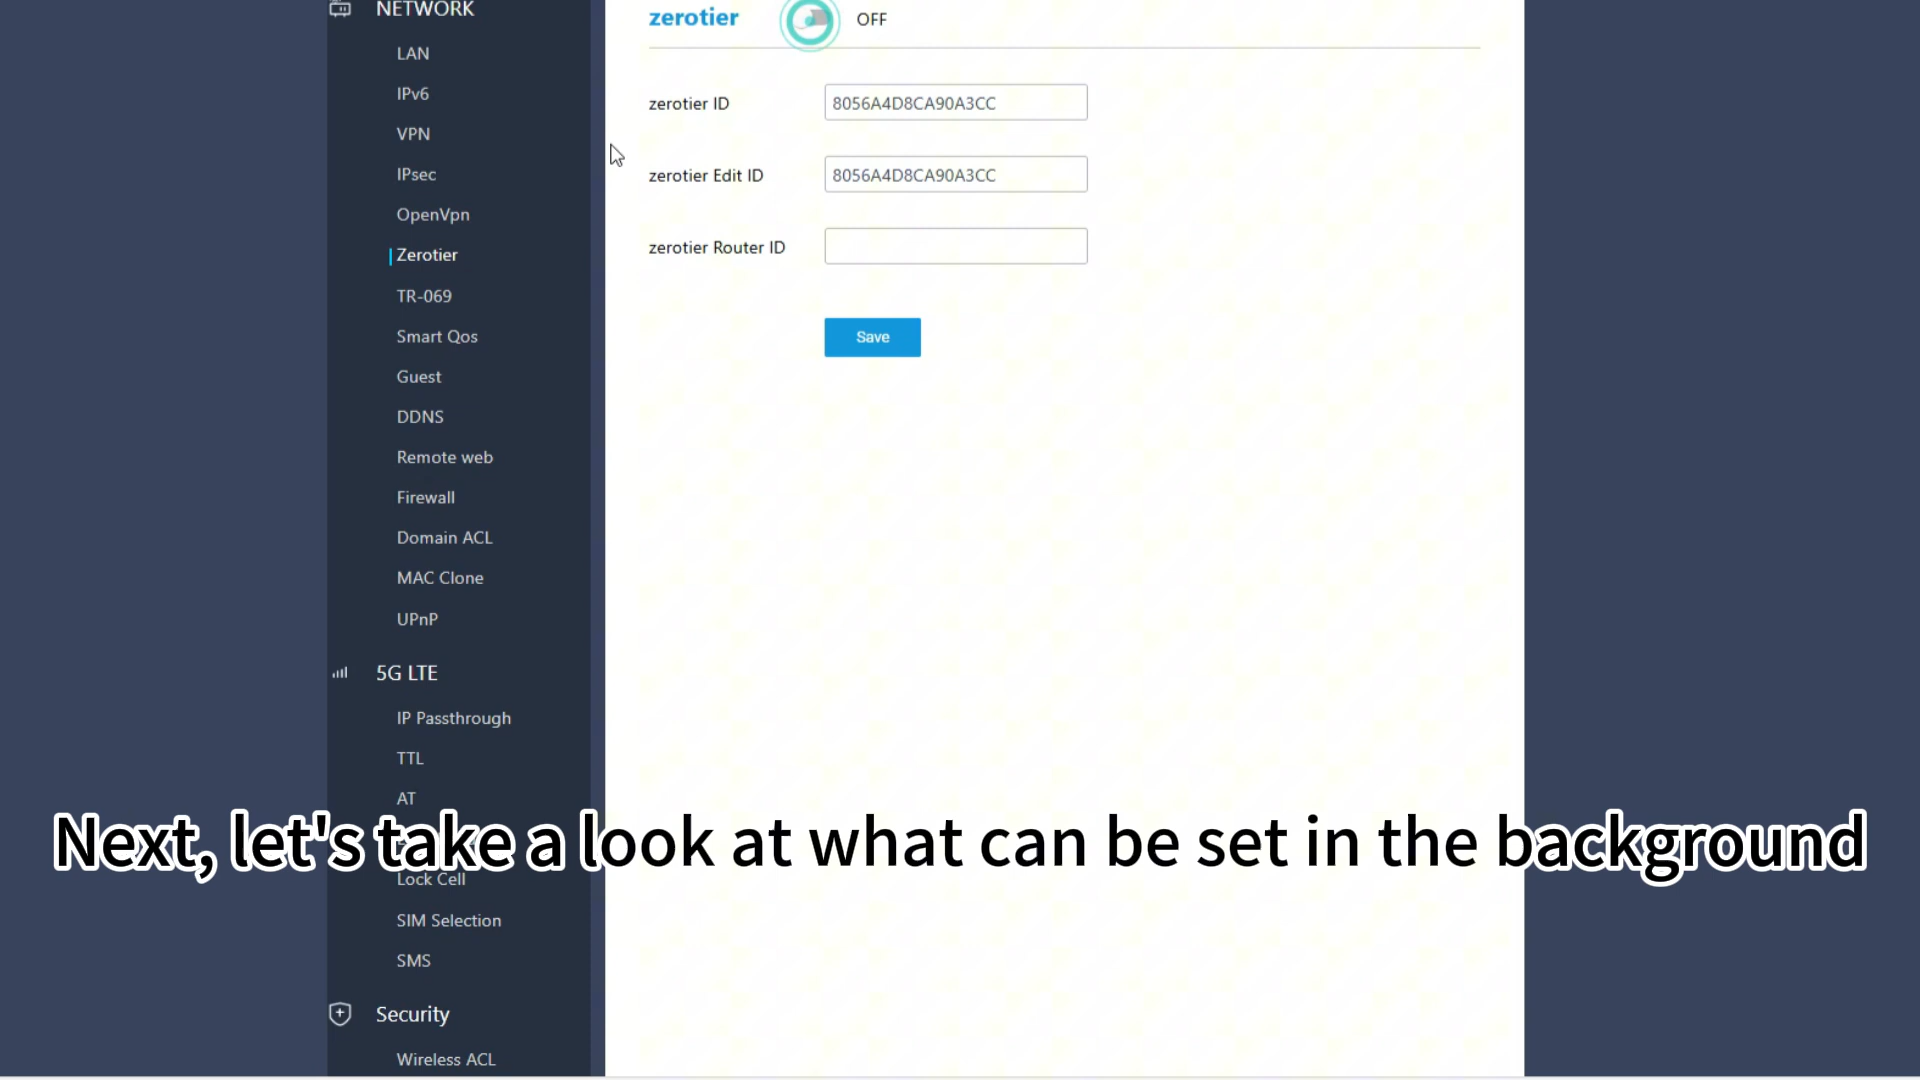 NETWORK
LAN
IPv6
VPN
IPsec
OpenVpn
Zerotier
TR-069
Smart Qos
Guest
DDNS
Remote web
Firewall
Domain ACL
MAC Clone
UPnP
5G LTE
IP Passthrough
TTL
AT
Lock Cell
SIM Selection
SMS
Security
Wireless ACL
zerotier OFF
zerotier ID 8056A4D8CA90A3CC
zerotier Edit ID 8056A4D8CA90A3CC
zerotier Router ID
Save
Next, let's take a look at what can be set in the background